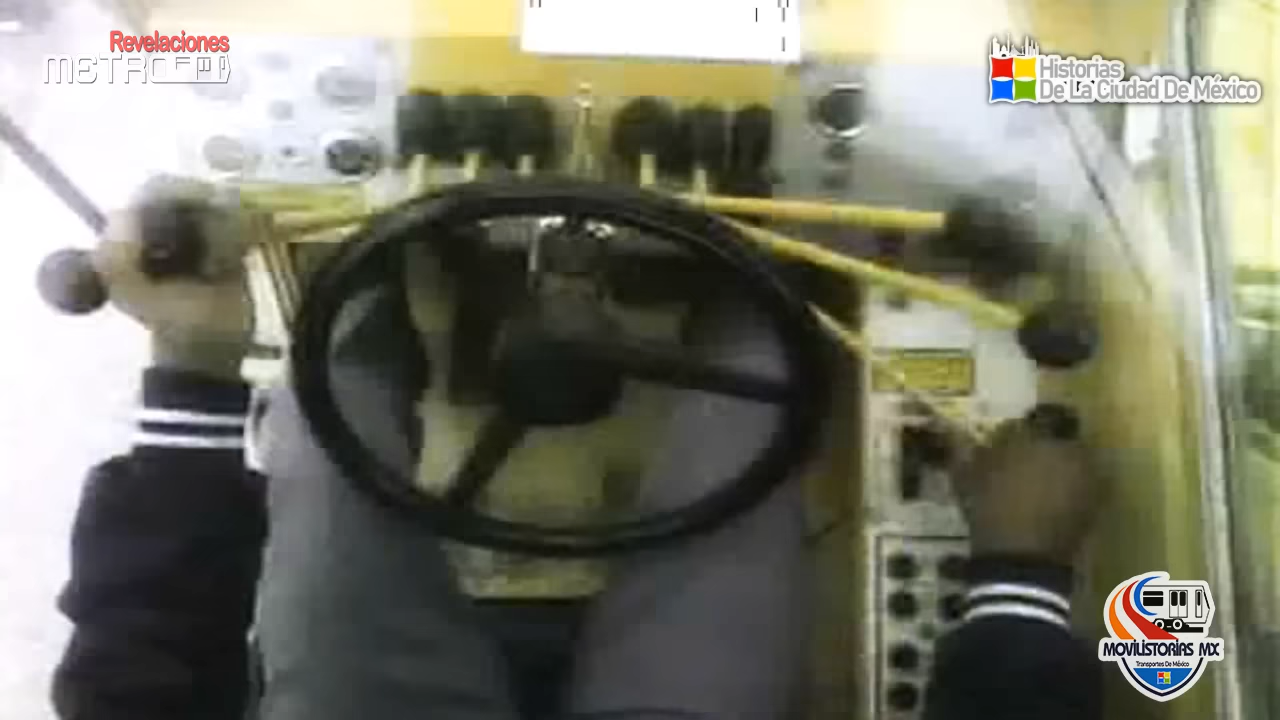 Revelaciones
METRO
Historias
De La Ciudad De México
MOVILISTORIAS MX
Transportes De México